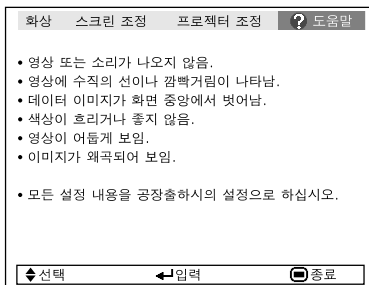 화상 스크린 조정 프로젝터 조정 ? 도움말
• 영상 또는 소리가 나오지 않음.
• 영상에 수직의 선이나 깜빡거림이 나타남.
• 데이터 이미지가 화면 중앙에서 벗어남.
• 색상이 흐리거나 좋지 않음.
• 영상이 어둡게 보임.
• 이미지가 왜곡되어 보임.
• 모든 설정 내용을 공장출하시의 설정으로 하십시오.
선택 입력 종료